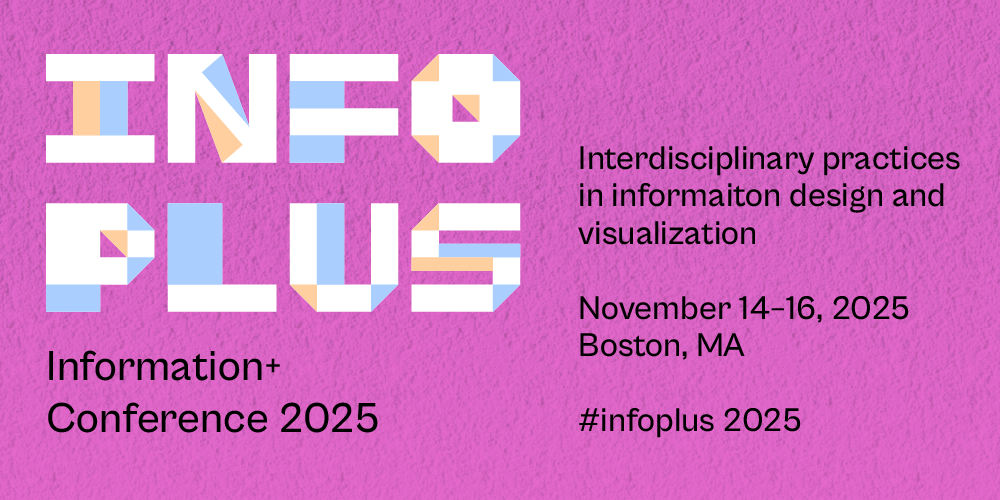 INFO
PLUS
Information+
Conference 2025
Interdisciplinary practices
in informaiton design and
visualization
November 14–16, 2025
Boston, MA
#infoplus 2025